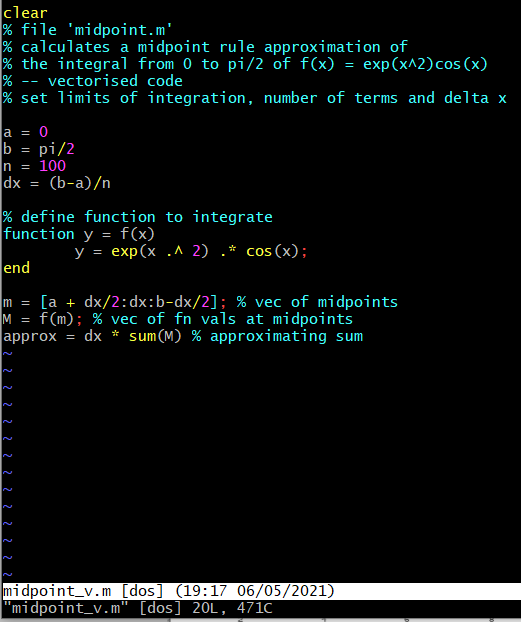 clear
% file 'midpoint.m'
% calculates a midpoint rule approximation of
% the integral from 0 to pi/2 of f(x) = exp(x^2)cos(x)
% -- vectorised code
% set limits of integration, number of terms and delta x
a = 0
b = pi/2
n = 100
dx = (b-a)/n
% define function to integrate
function y = f(x)
        y = exp(x .^ 2) .* cos(x);
end
m = [a + dx/2:dx:b-dx/2]; % vec of midpoints
M = f(m); % vec of fn vals at midpoints
approx = dx * sum(M) % approximating sum
~
~
~
~
~
~
~
~
~
~
~
~
~
~
midpoint_v.m [dos] (19:17 06/05/2021)
"midpoint_v.m" [dos] 20L, 471C